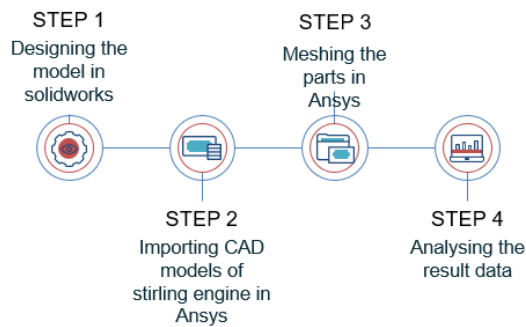 STEP 1
Designing the
model in
solidworks
STEP 2
Importing CAD
models of
stirling engine in
Ansys
STEP 3
Meshing the
parts in
Ansys
STEP 4
Analysing the
result data